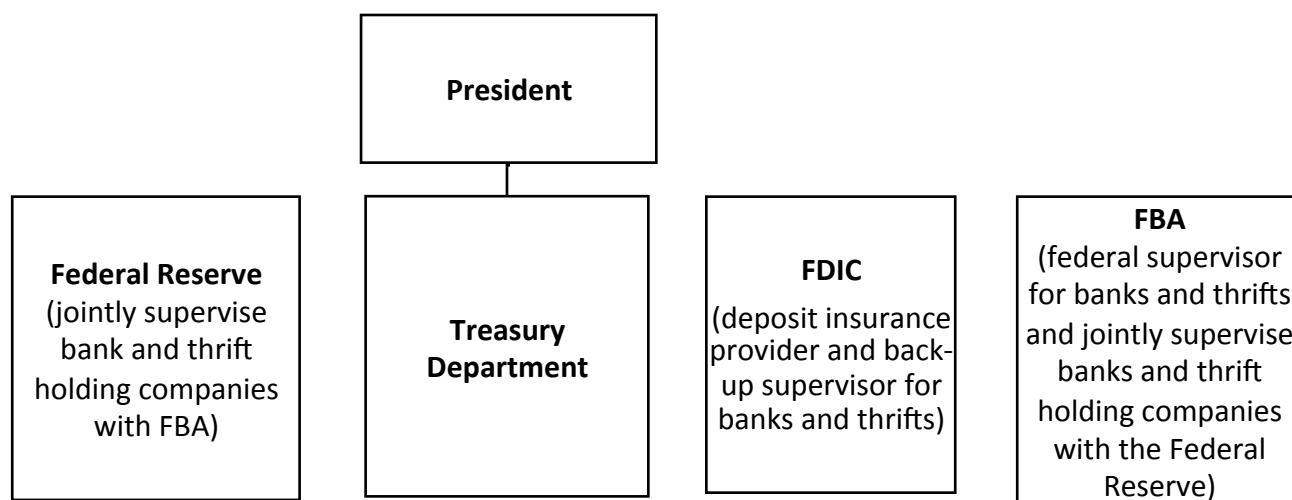 President
Federal Reserve
(jointly supervise
bank and thrift
holding companies
with FBA)
Treasury
Department
FDIC
(deposit insurance
provider and back-
up supervisor for
banks and thrifts)
FBA
(federal supervisor
for banks and thrifts
and jointly supervise
banks and thrift
holding companies
with the Federal
Reserve)